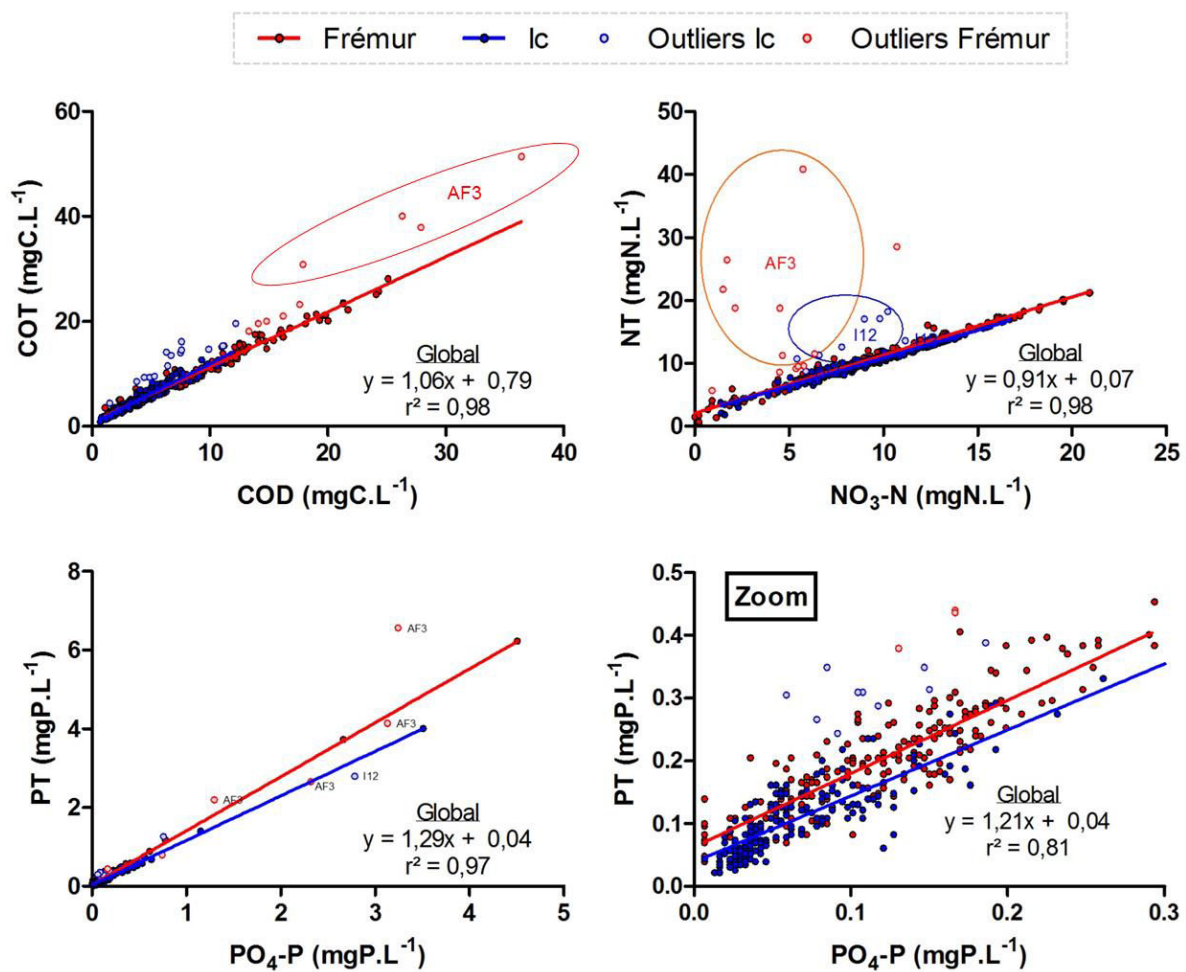 Frémur Ic Outliers Ic Outliers Frémur
60
40
20
0
COT (mgC.L⁻¹)
AF3
Global
y = 1,06x + 0,79
r² = 0,98
0 10 20 30 40
COD (mgC.L⁻¹)
50
40
30
20
10
0
NT (mgN.L⁻¹)
AF3
I12
Global
y = 0,91x + 0,07
r² = 0,98
0 5 10 15 20 25
NO₃-N (mgN.L⁻¹)
8
6
4
2
0
PT (mgP.L⁻¹)
AF3
AF3
AF3
I12
AF3
Global
y = 1,29x + 0,04
r² = 0,97
0 1 2 3 4 5
PO₄-P (mgP.L⁻¹)
0.5
0.4
0.3
0.2
0.1
0.0
PT (mgP.L⁻¹)
Zoom
Global
y = 1,21x + 0,04
r² = 0,81
0.0 0.1 0.2 0.3
PO₄-P (mgP.L⁻¹)